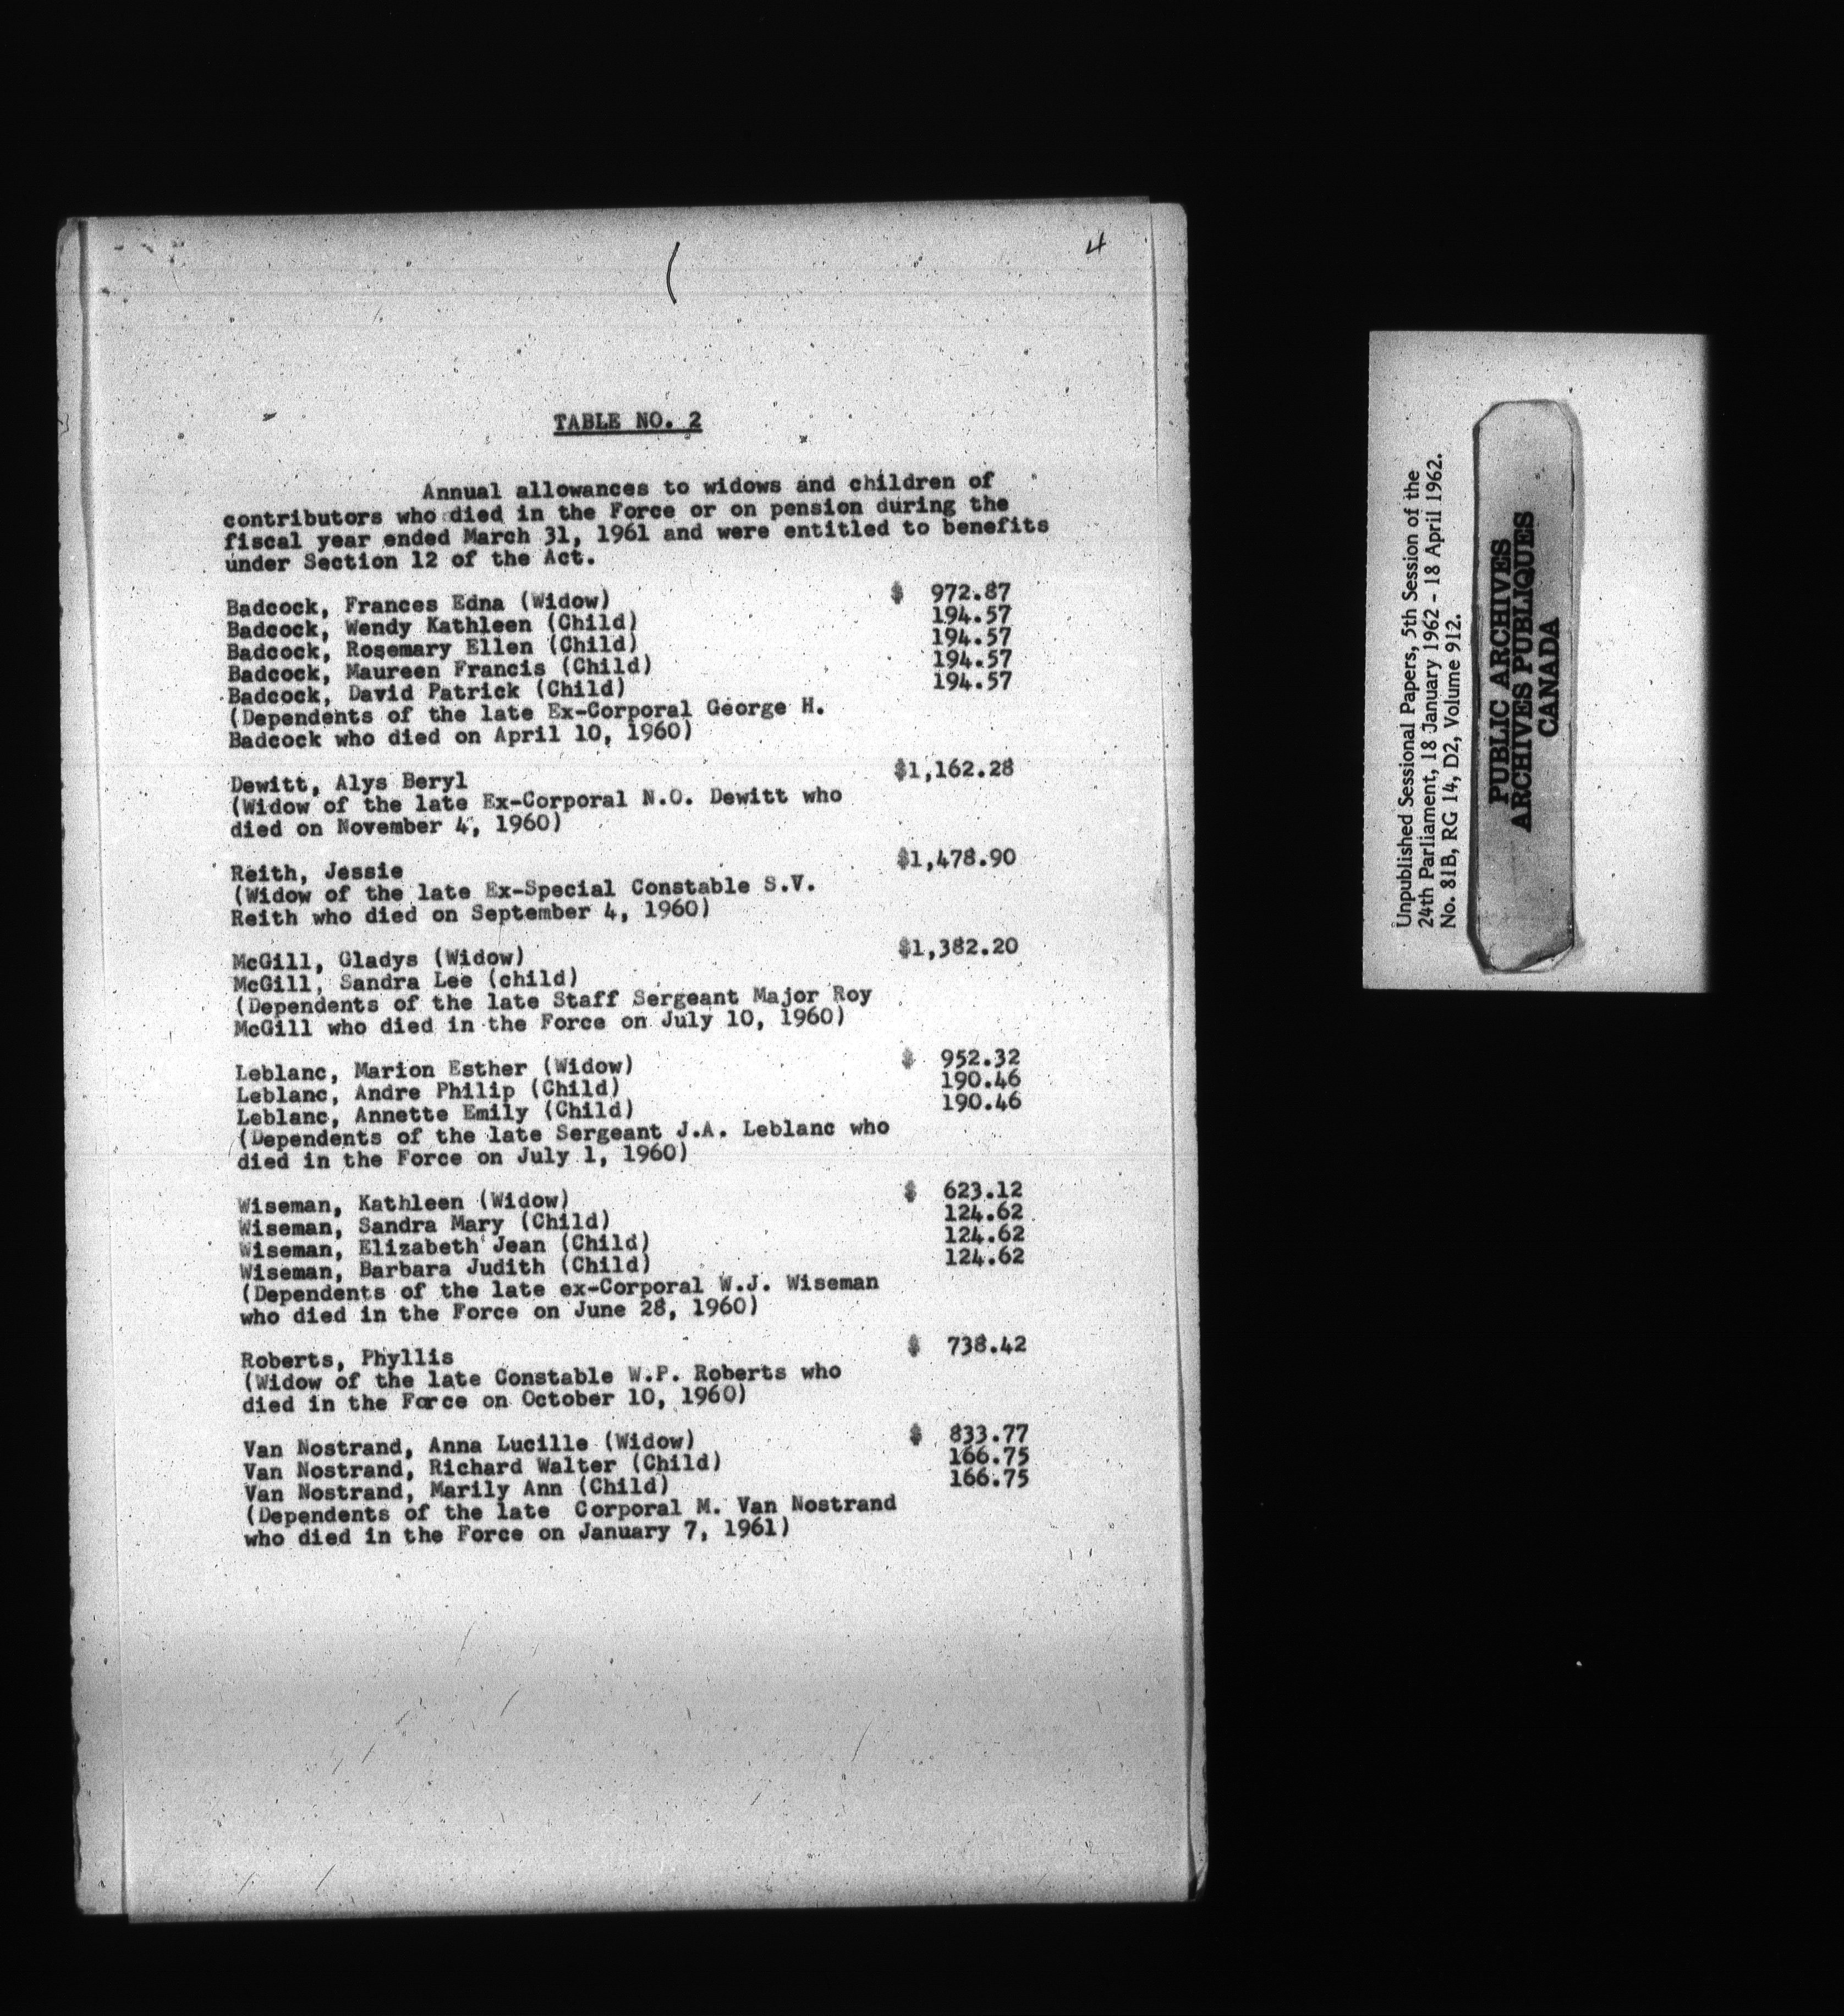 4
TABLE NO. 2
Annual allowances to widows and children of
contributors who died in the Force or on pension during the
fiscal year ended March 31, 1961 and were entitled to benefits
under Section 12 of the Act.
Badcock, Frances Edna (Widow) $ 972.87
Badcock, Wendy Kathleen (Child) 194.57
Badcock, Rosemary Ellen (Child) 194.57
Badcock, Maureen Francis (Child) 194.57
Badcock, David Patrick (Child) 194.57
(Dependents of the late Ex-Corporal George H.
Badcock who died on April 10, 1960)
Dewitt, Alys Beryl $1,162.28
(Widow of the late Ex-Corporal N.O. Dewitt who
died on November 4, 1960)
Reith, Jessie $1,478.90
(Widow of the late Ex-Special Constable S.V.
Reith who died on September 4, 1960)
McGill, Gladys (Widow) $1,382.20
McGill, Sandra Lee (child)
(Dependents of the late Staff Sergeant Major Roy
McGill who died in the Force on July 10, 1960)
Leblanc, Marion Esther (Widow) $ 952.32
Leblanc, Andre Philip (Child) 190.46
Leblanc, Annette Emily (Child) 190.46
(Dependents of the late Sergeant J.A. Leblanc who
died in the Force on July 1, 1960)
Wiseman, Kathleen (Widow) $ 623.12
Wiseman, Sandra Mary (Child) 124.62
Wiseman, Elizabeth Jean (Child) 124.62
Wiseman, Barbara Judith (Child) 124.62
(Dependents of the late ex-Corporal W.J. Wiseman
who died in the Force on June 28, 1960)
Roberts, Phyllis $ 738.42
(Widow of the late Constable W.P. Roberts who
died in the Force on October 10, 1960)
Van Nostrand, Anna Lucille (Widow) $ 833.77
Van Nostrand, Richard Walter (Child) 166.75
Van Nostrand, Marily Ann (Child) 166.75
(Dependents of the late Corporal M. Van Nostrand
who died in the Force on January 7, 1961)
Unpublished Sessional Papers, 5th Session of the
24th Parliament, 18 January 1962 - 18 April 1962.
No. 81B, RG 14, D2, Volume 912.
PUBLIC ARCHIVES
ARCHIVES PUBLIQUES
CANADA